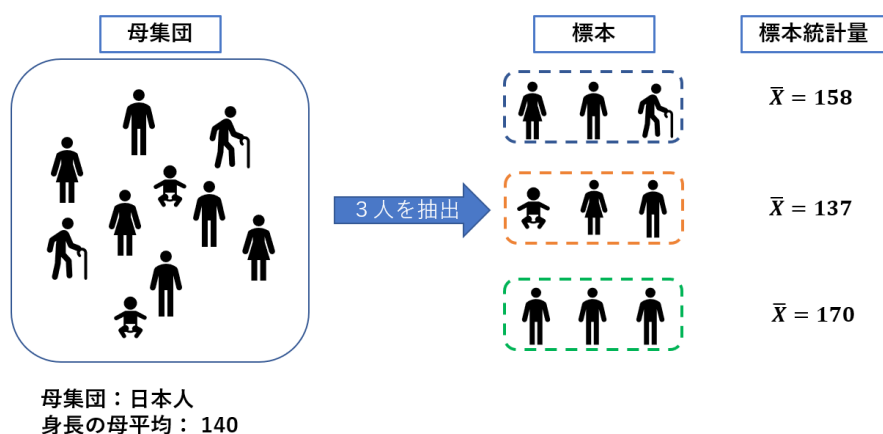 母集団
標本
標本統計量
3人を抽出
X̄ = 158
X̄ = 137
X̄ = 170
母集団：日本人
身長の母平均： 140